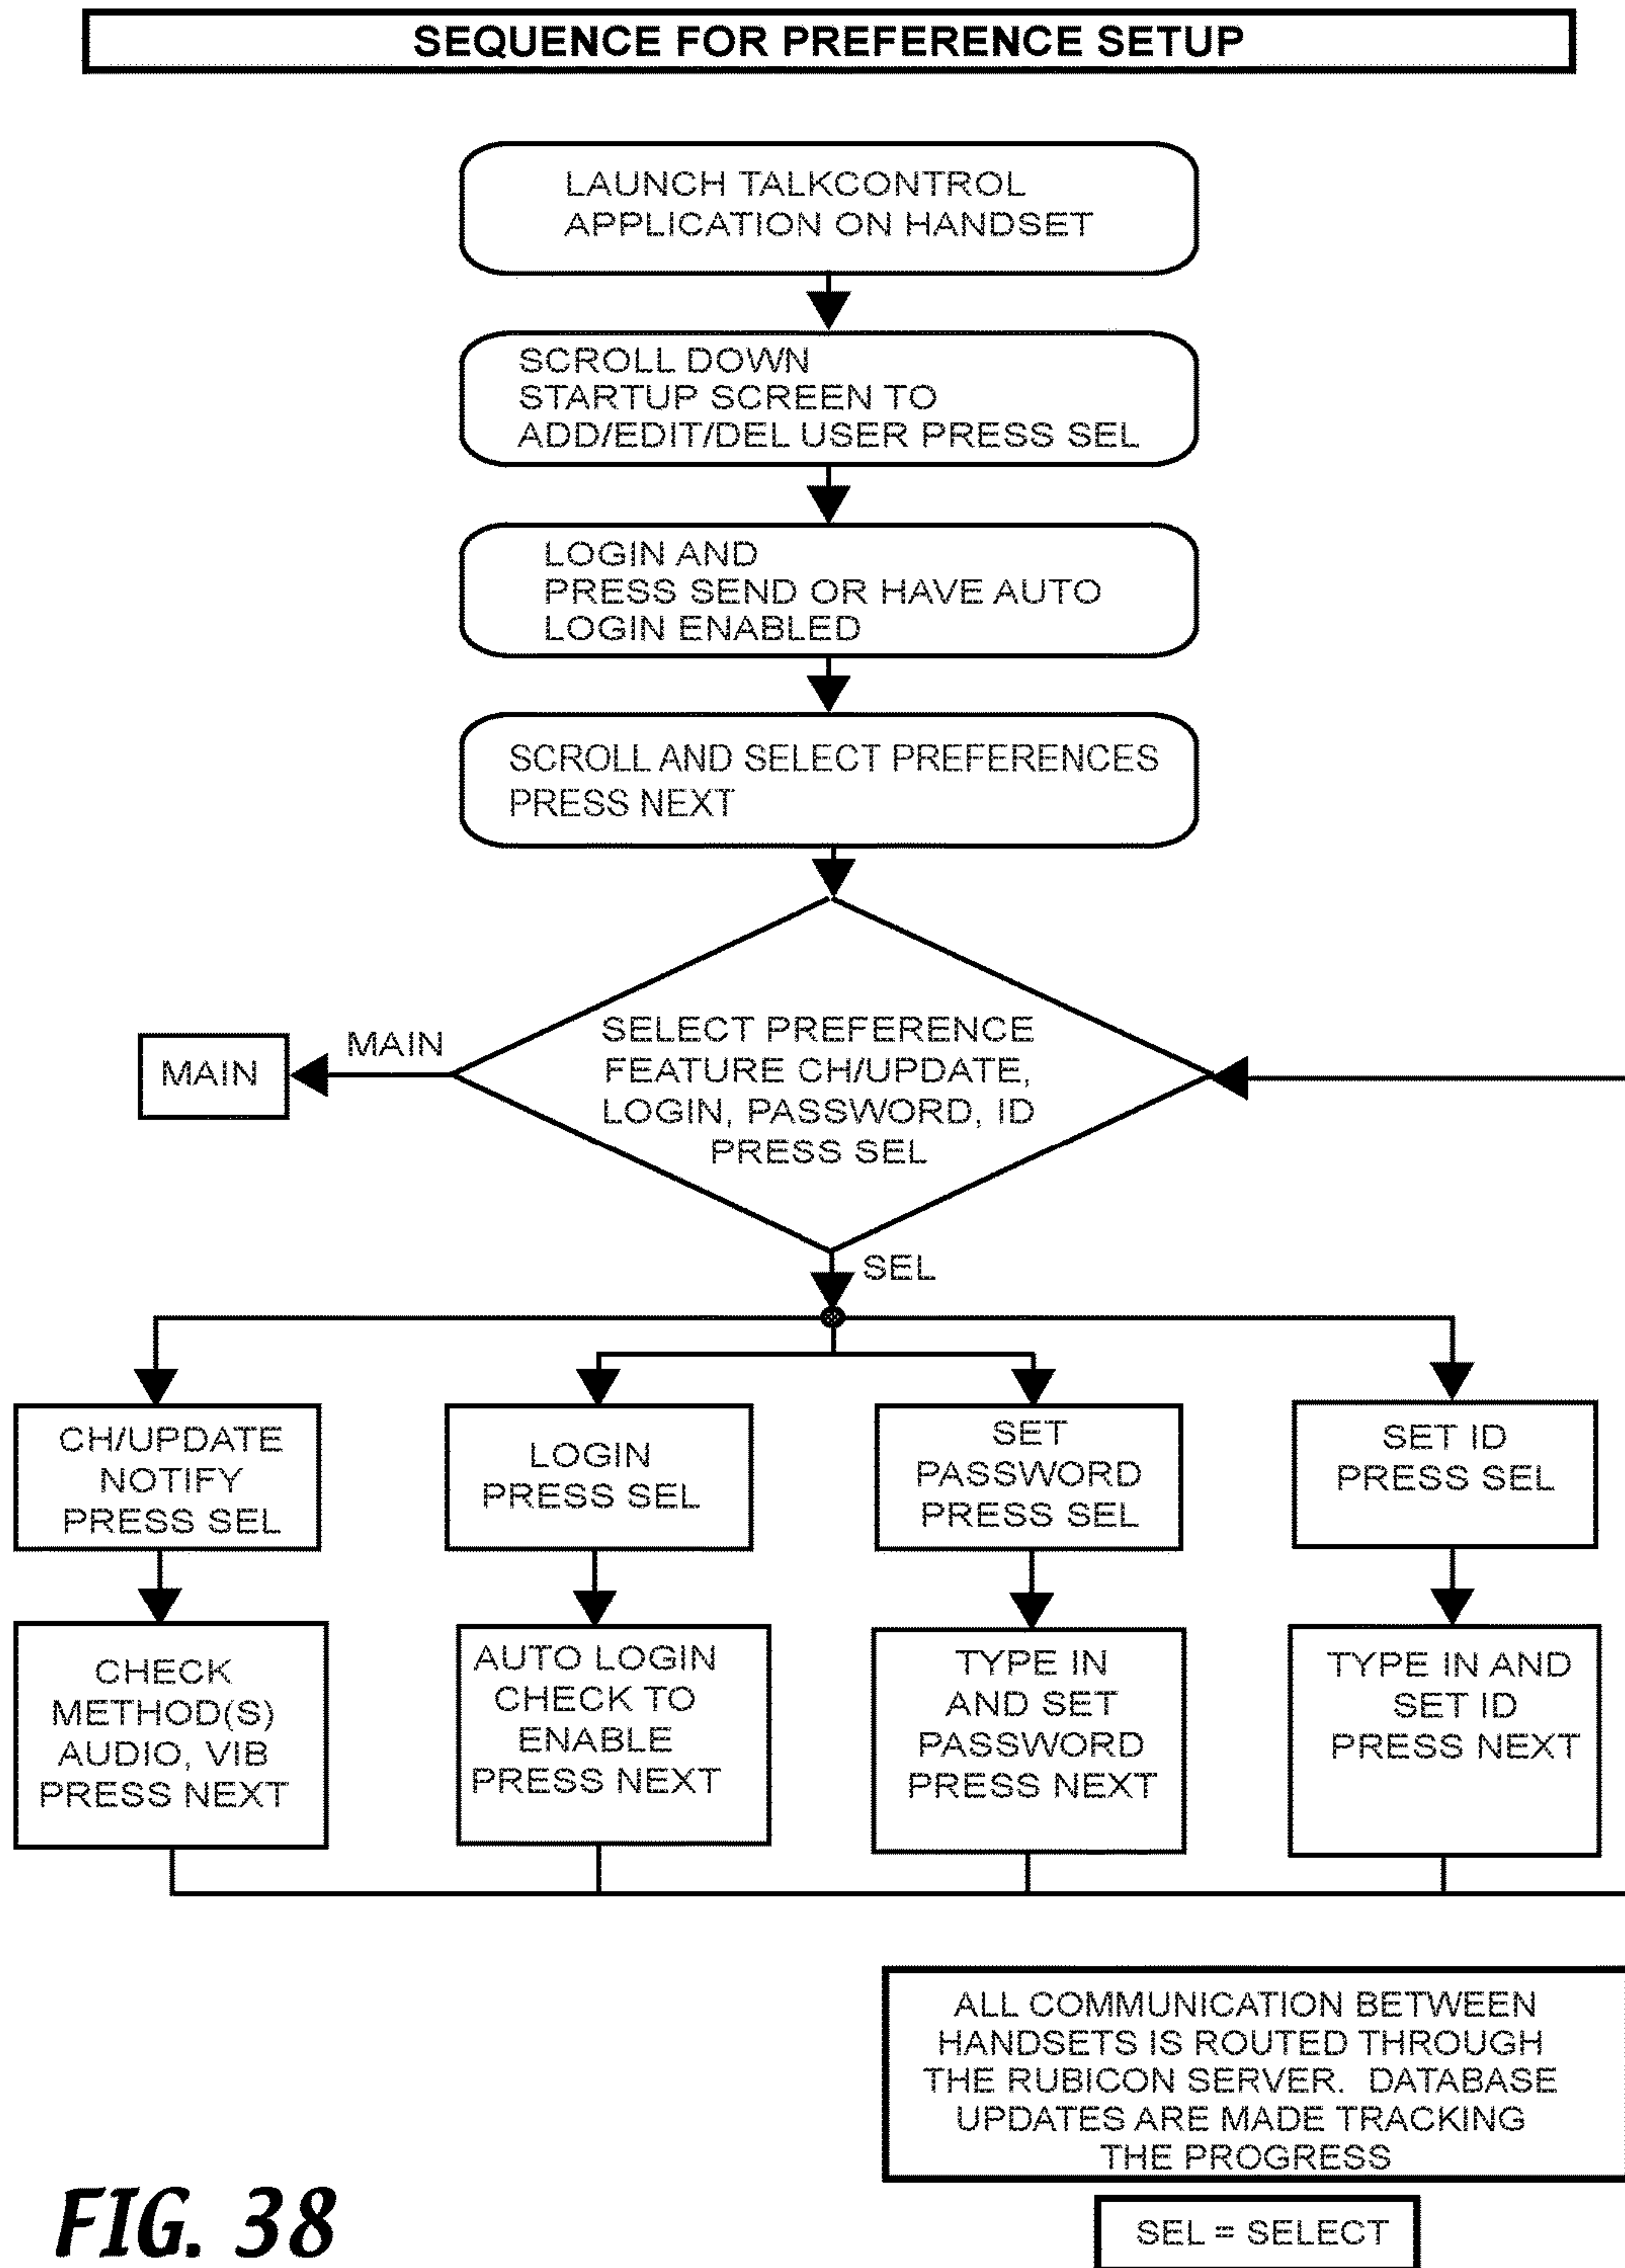 SEQUENCE FOR PREFERENCE SETUP
LAUNCH TALKCONTROL
APPLICATION ON HANDSET
SCROLL DOWN
STARTUP SCREEN TO
ADD/EDIT/DEL USER PRESS SEL
LOGIN AND
PRESS SEND OR HAVE AUTO
LOGIN ENABLED
SCROLL AND SELECT PREFERENCES
PRESS NEXT
SELECT PREFERENCE
FEATURE CH/UPDATE,
LOGIN, PASSWORD, ID
PRESS SEL
MAIN
MAIN
SEL
CH/UPDATE
NOTIFY
PRESS SEL
LOGIN
PRESS SEL
SET
PASSWORD
PRESS SEL
SET ID
PRESS SEL
CHECK
METHOD(S)
AUDIO, VIB
PRESS NEXT
AUTO LOGIN
CHECK TO
ENABLE
PRESS NEXT
TYPE IN
AND SET
PASSWORD
PRESS NEXT
TYPE IN AND
SET ID
PRESS NEXT
ALL COMMUNICATION BETWEEN
HANDSETS IS ROUTED THROUGH
THE RUBICON SERVER. DATABASE
UPDATES ARE MADE TRACKING
THE PROGRESS
SEL = SELECT
FIG. 38